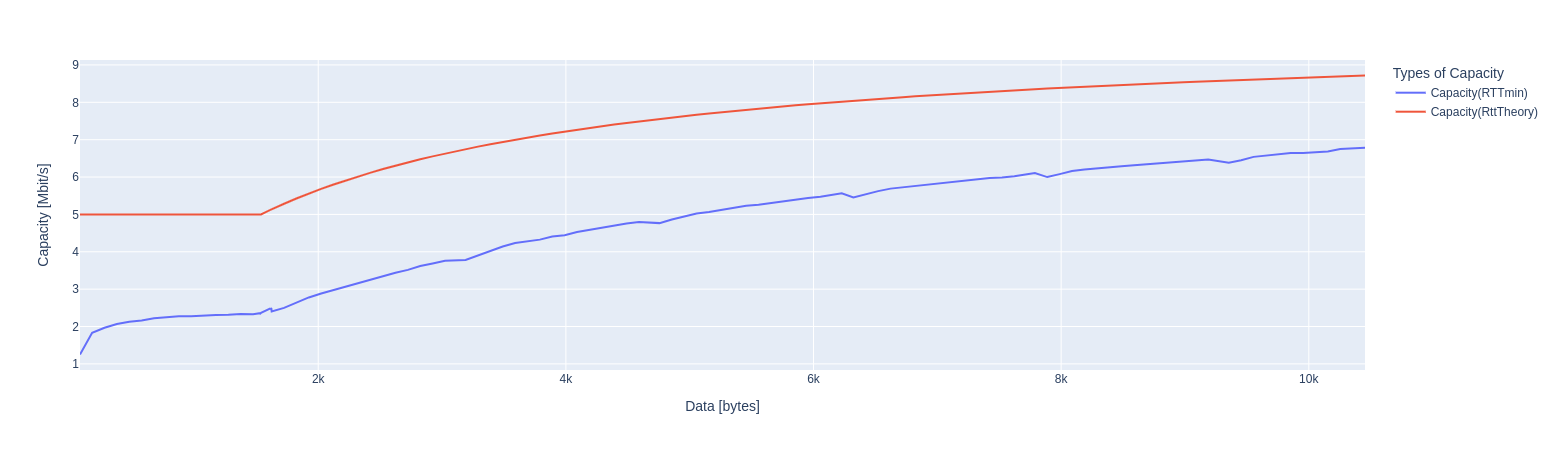 9
8
7
6
5
4
3
2
1
Capacity [Mbit/s]
2k
4k
6k
8k
10k
Data [bytes]
Types of Capacity
Capacity(RTTmin)
Capacity(RttTheory)